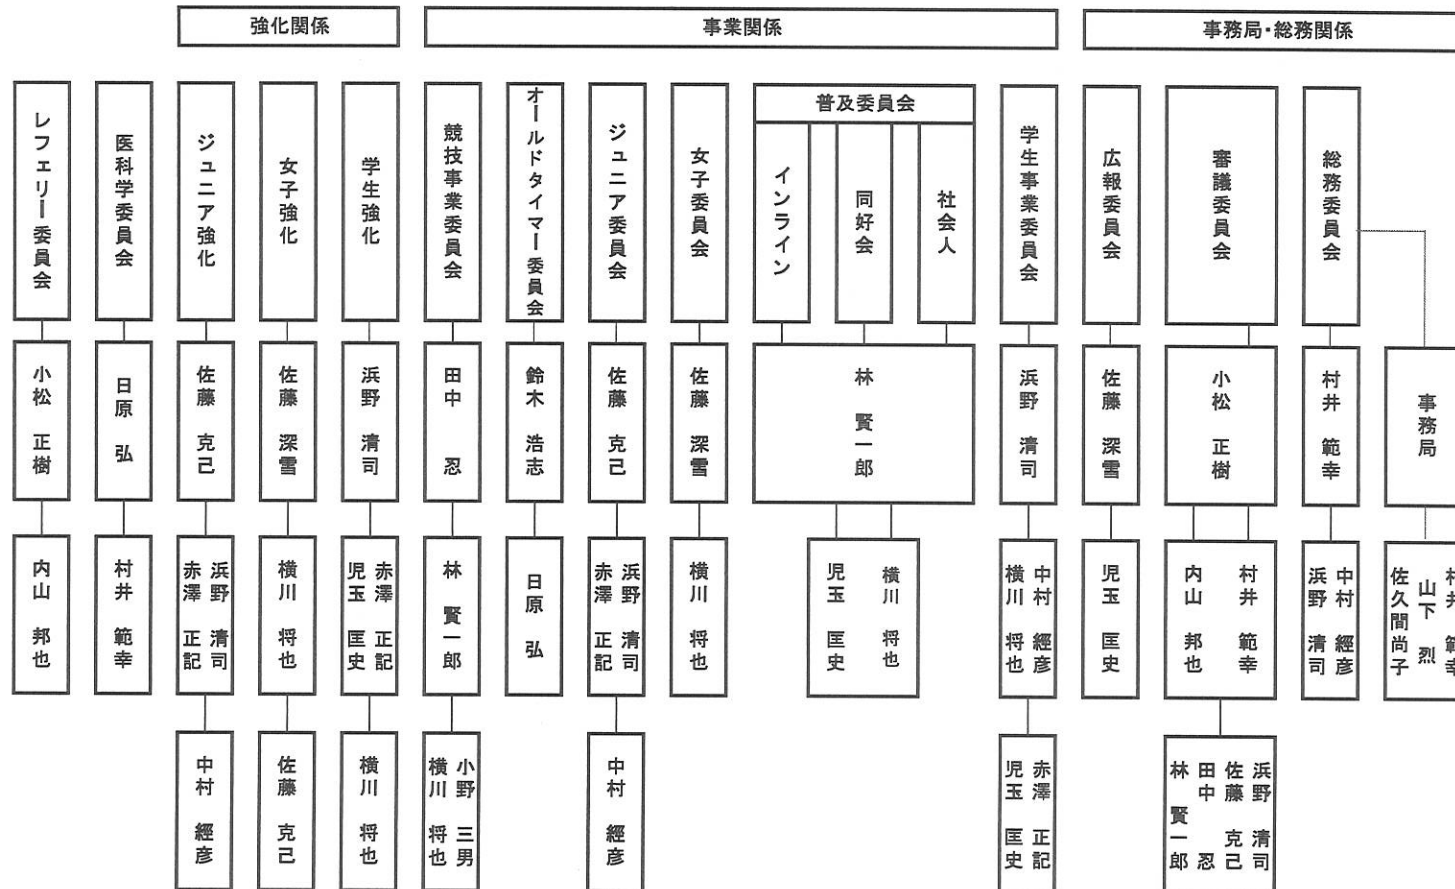 強化関係
事業関係
事務局・総務関係
レフェリー委員会
医科学委員会
ジュニア強化
女子強化
学生強化
競技事業委員会
オールドタイマー委員会
ジュニア委員会
女子委員会
普及委員会
インライン
同好会
社会人
学生事業委員会
広報委員会
審議委員会
総務委員会
事務局
小松 正樹
日原 弘
佐藤 克己
佐藤 深雪
浜野 清司
田中 忍
鈴木 浩志
佐藤 克己
佐藤 深雪
林 賢一郎
浜野 清司
佐藤 深雪
小松 正樹
村井 範幸
内山 邦也
村井 範幸
浜野 清司
赤澤 正記
横川 将也
赤澤 正記
児玉 匡史
林 賢一郎
日原 弘
浜野 清司
赤澤 正記
横川 将也
横川 将也
児玉 匡史
中村 經彦
横川 将也
児玉 匡史
村井 範幸
内山 邦也
中村 經彦
浜野 清司
村井 範幸
山下 烈
佐久間尚子
中村 經彦
佐藤 克己
横川 将也
小野 三男
横川 将也
中村 經彦
赤澤 正記
児玉 匡史
浜野 清司
佐藤 克己
田中 忍
林 賢一郎